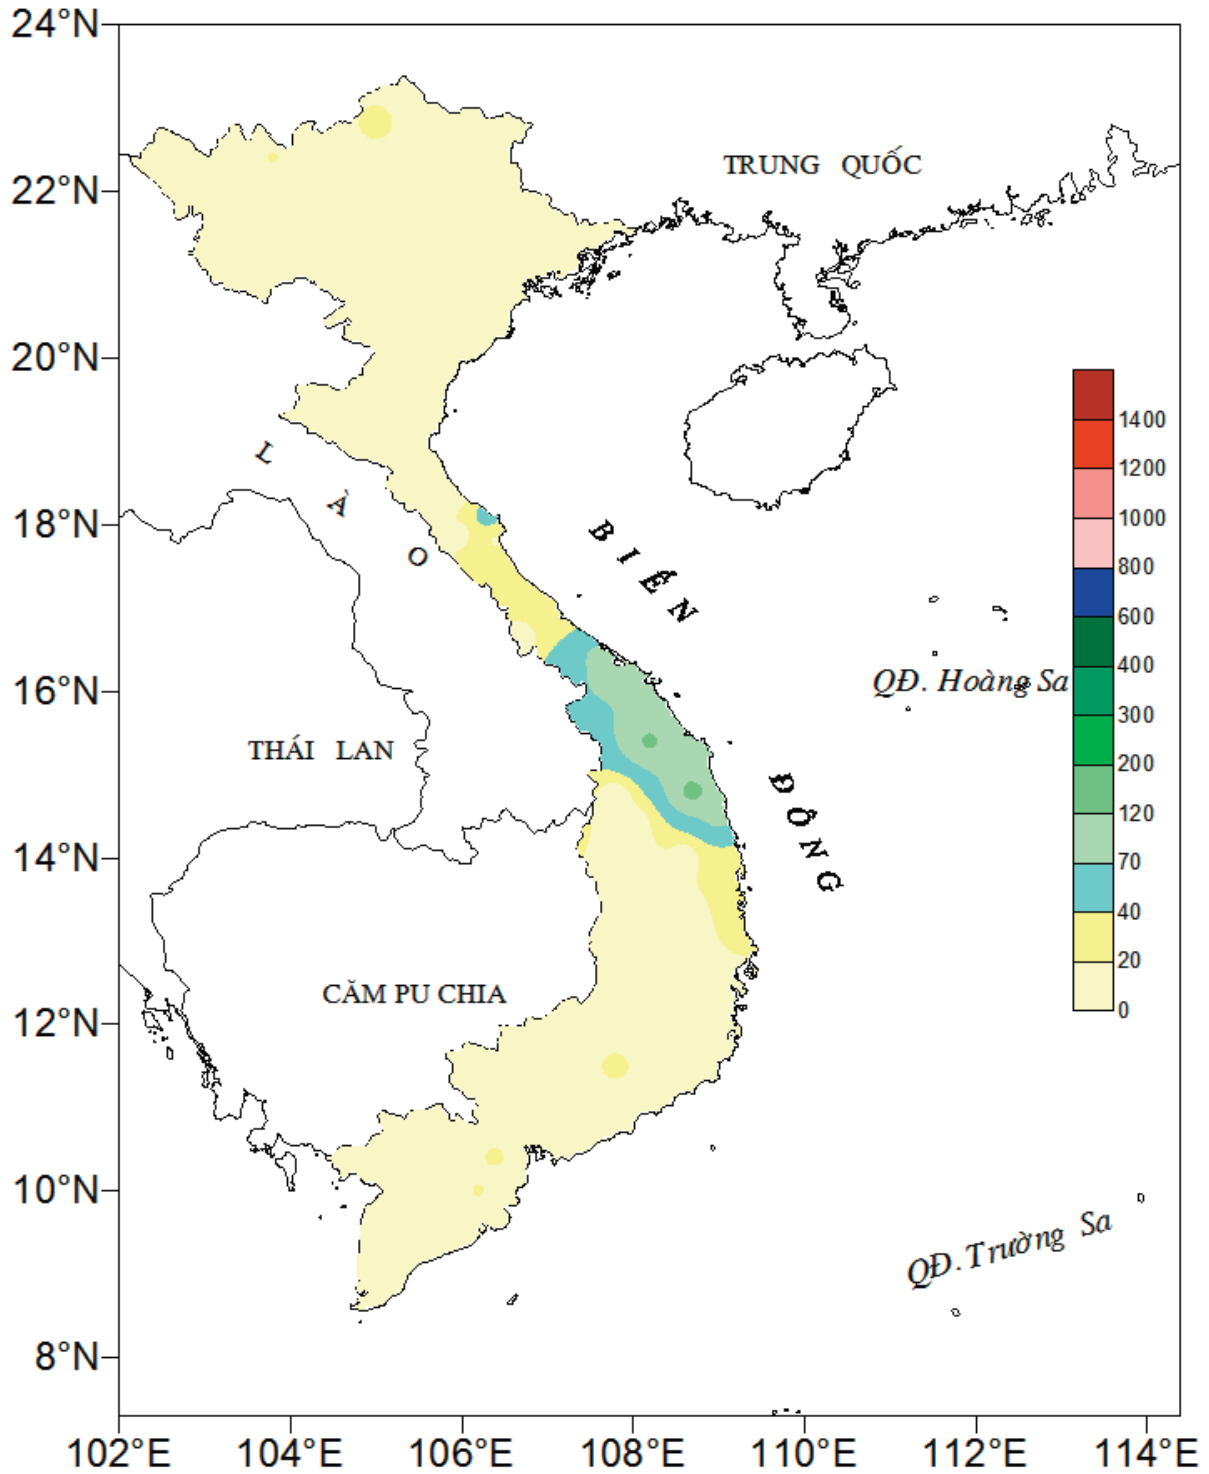 24°N
22°N
20°N
18°N
16°N
14°N
12°N
10°N
8°N
TRUNG QUỐC
L
À
O
BIỂN
ĐÔNG
QĐ. Hoàng Sa
THÁI LAN
CĂM PU CHIA
QĐ. Trường Sa
1400
1200
1000
800
600
400
300
200
120
70
40
20
0
102°E 104°E 106°E 108°E 110°E 112°E 114°E